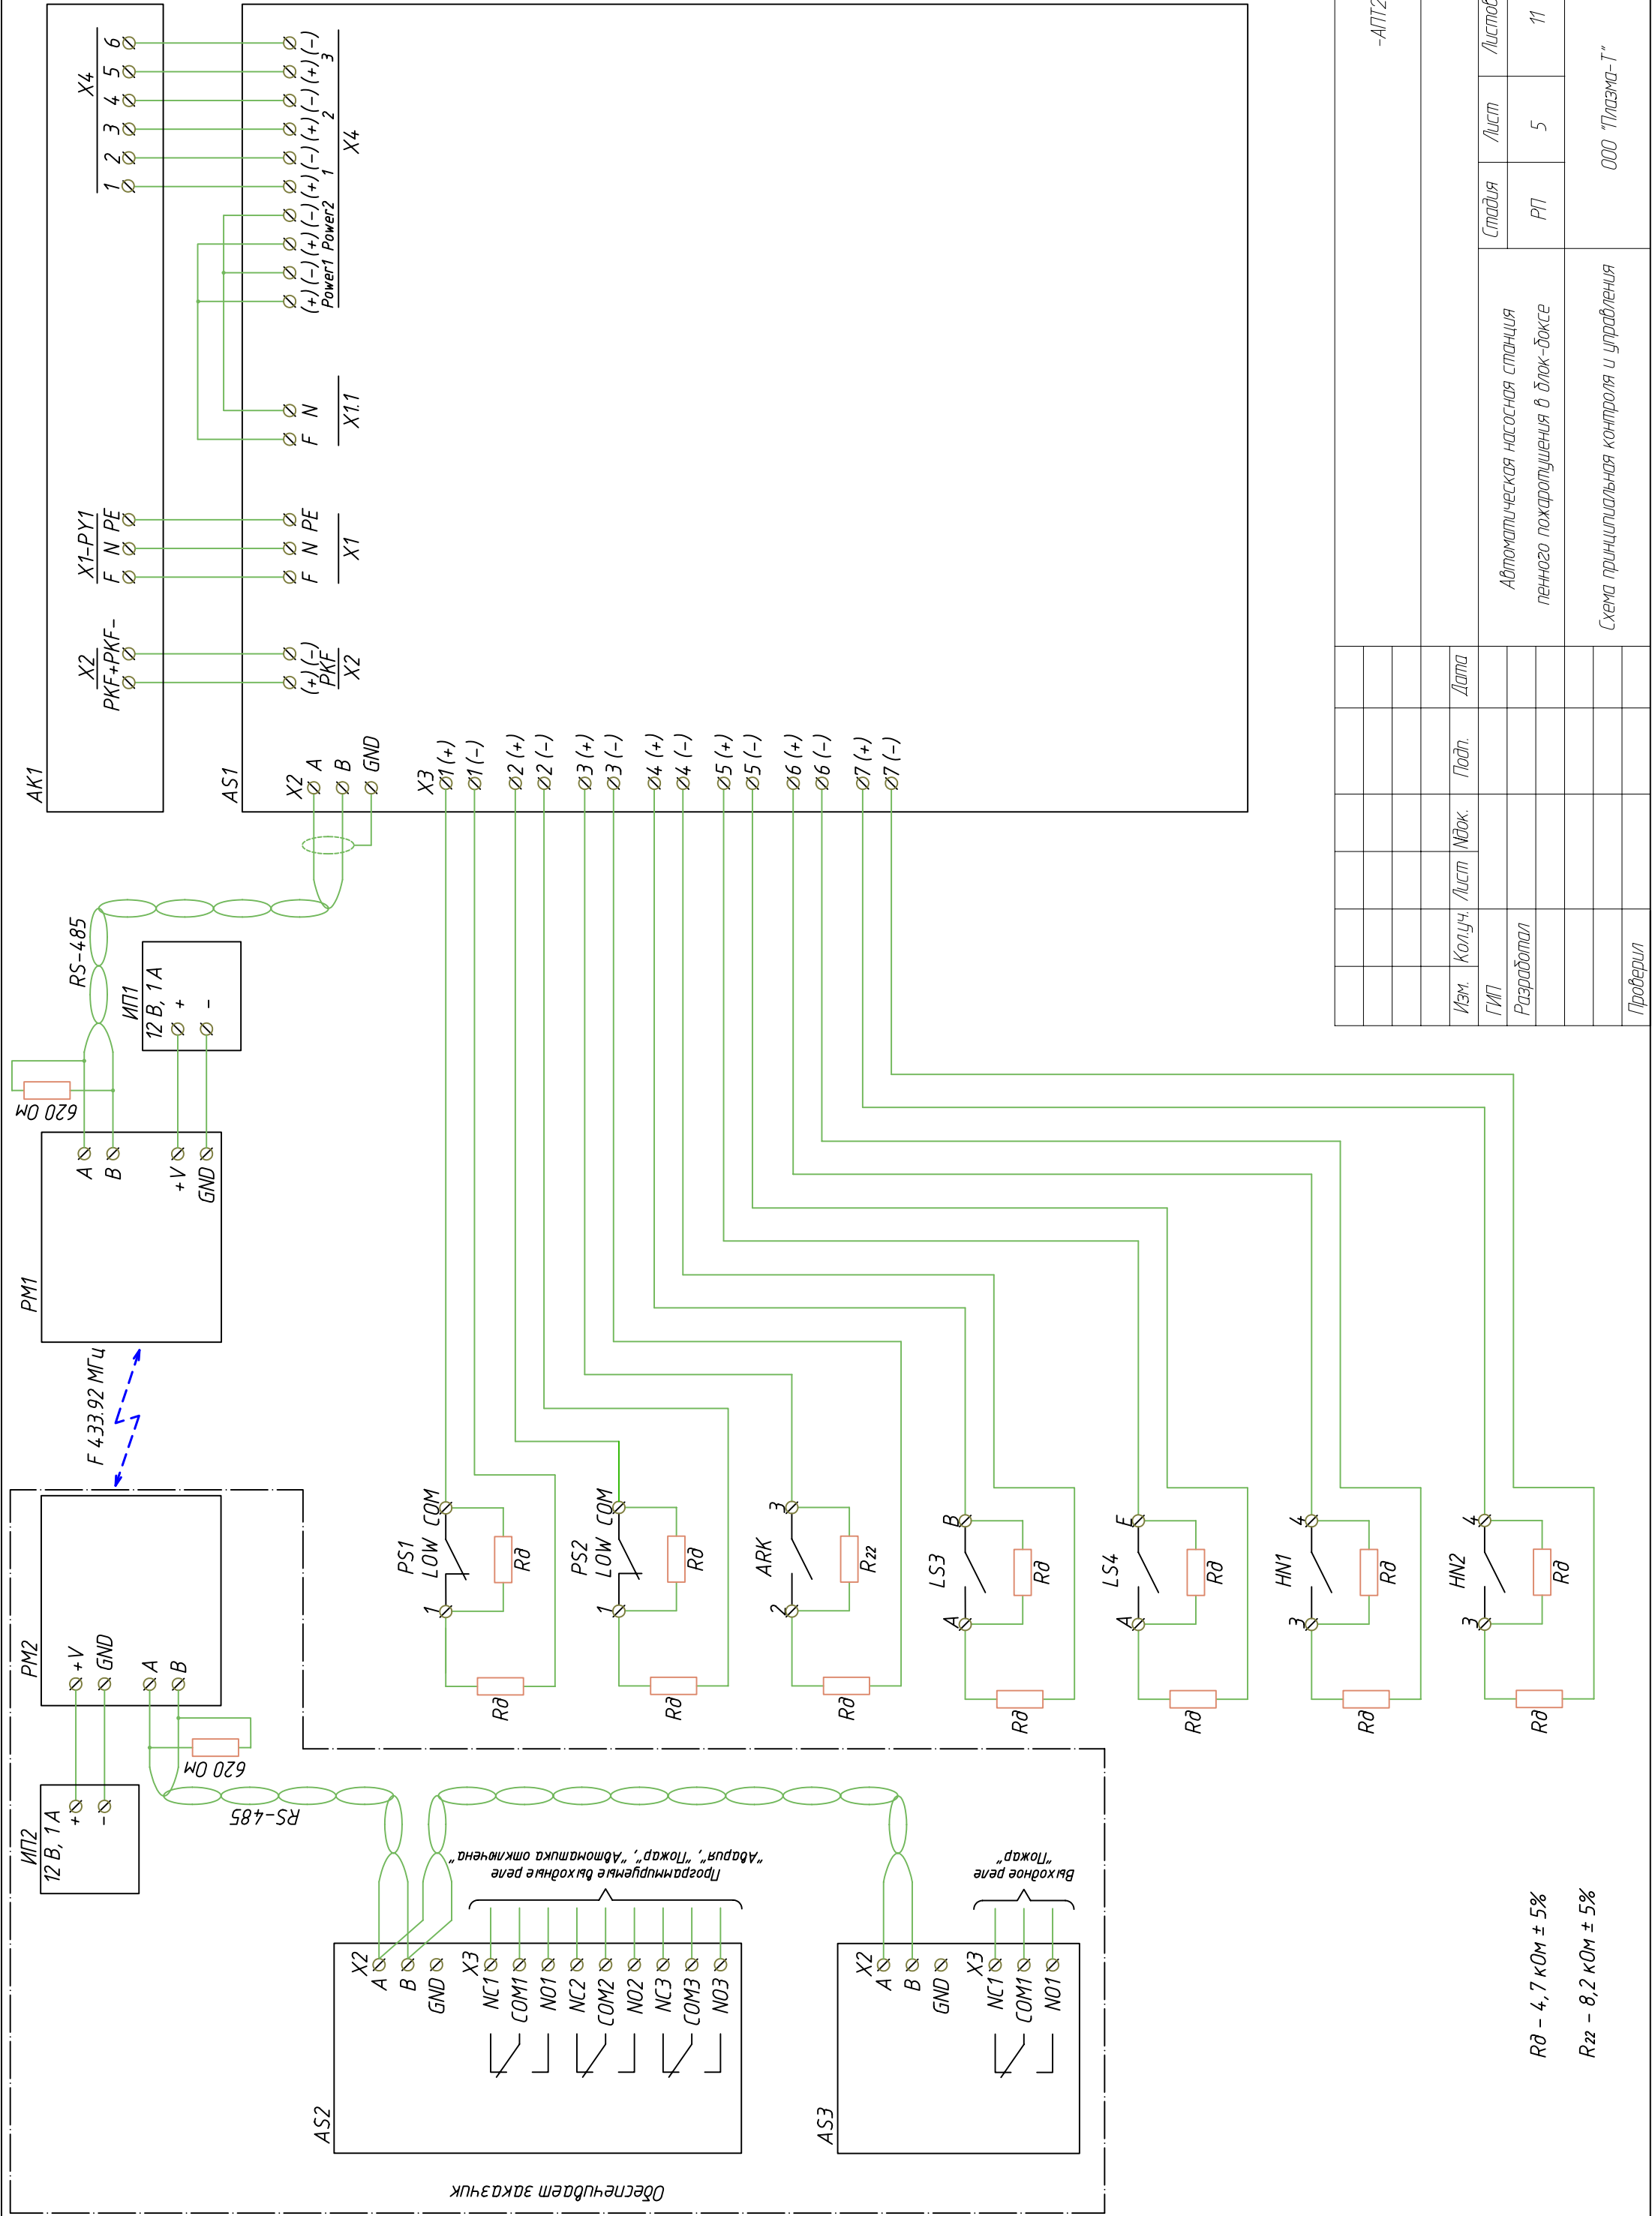 АК1
X4
1 2 3 4 5 6
X1-PY1
F N PE
X2
PKF+ PKF-
AS1
(+) (-) (+) (-) (+) (-) (+) (-) (+) (-)
Power1 Power2 1 2 3
X4
F N
X1.1
F N PE
X1
(+) (-)
PKF
X2
X2
A
B
GND
X3
1 (+)
1 (-)
2 (+)
2 (-)
3 (+)
3 (-)
4 (+)
4 (-)
5 (+)
5 (-)
6 (+)
6 (-)
7 (+)
7 (-)
RS-485
ИП1
12 В, 1 А
+
-
620 Ом
РМ1
A
B
+V
GND
F 433.92 МГц
РМ2
+V
GND
A
B
620 Ом
ИП2
12 В, 1 А
+
-
RS-485
PS1
LOW COM
1
Rд
Rд
PS2
LOW COM
1
Rд
Rд
ARK
2 3
R22
Rд
LS3
A B
Rд
Rд
LS4
A E
Rд
Rд
HN1
3 4
Rд
Rд
HN2
3 4
Rд
Rд
AS2
X2
A
B
GND
X3
NC1
COM1
NO1
NC2
COM2
NO2
NC3
COM3
NO3
Программируемые выходные реле
"Авария", "Пожар", "Автоматика отключена"
AS3
X2
A
B
GND
X3
NC1
COM1
NO1
Выходное реле
"Пожар"
Обеспечивает заказчик
Rд - 4,7 кОм ± 5%
R22 - 8,2 кОм ± 5%
-АПТ2
Изм. Кол.уч. Лист Nдок. Подп. Дата
ГИП
Разработал
Проверил
Автоматическая насосная станция
пенного пожаротушения в блок-боксе
Стадия Лист Листов
РП 5 11
Схема принципиальная контроля и управления
ООО "Плазма-Т"